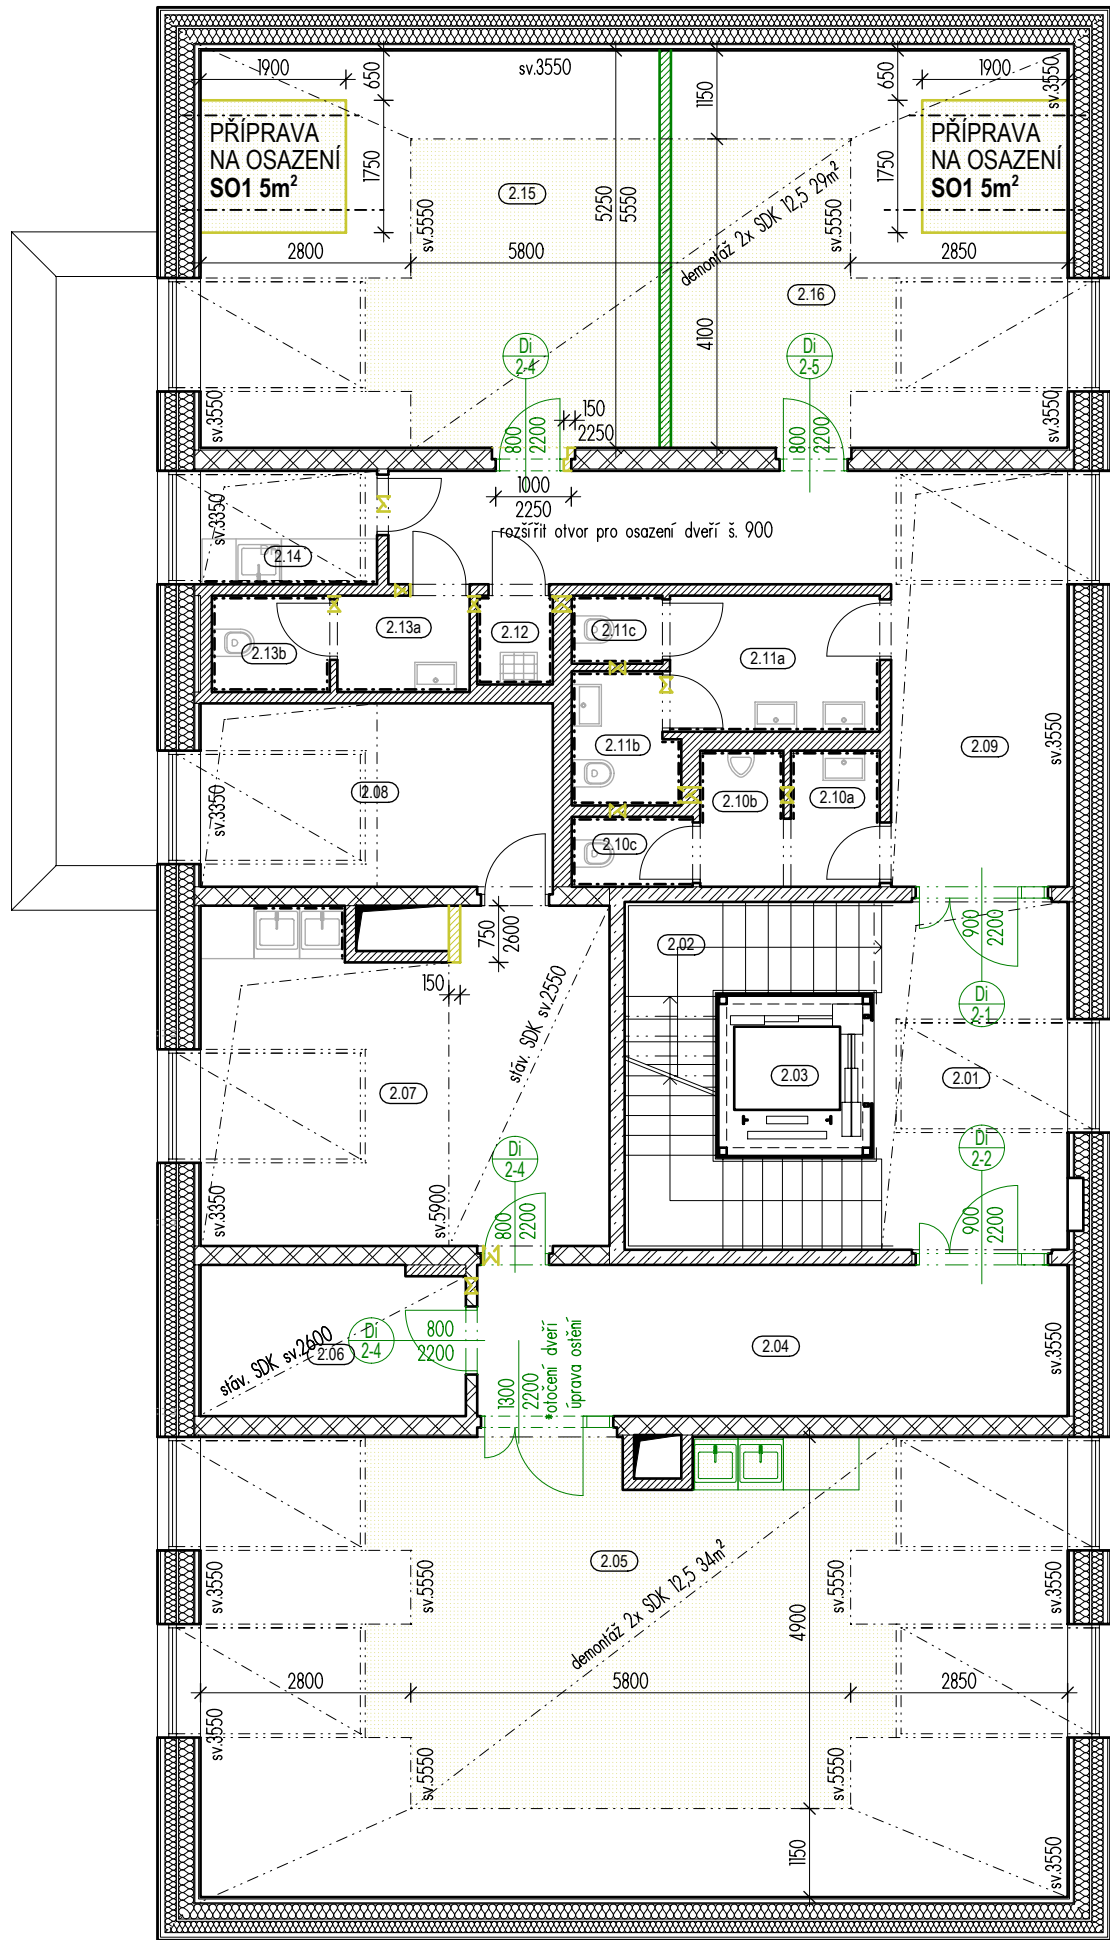 1900
650
sv.3550
1150
650
1900
sv.3550
PŘÍPRAVA
NA OSAZENÍ
SO1 5m²
1750
PŘÍPRAVA
NA OSAZENÍ
SO1 5m²
1750
2.15
sv.5550
5250
5550
demontáž 2x SDK 12,5 29m²
sv.5550
2800
5800
2850
2.16
4100
Di
2-4
Di
2-5
sv.3550
800
2200
150
2250
800
2200
sv.3550
1000
2250
rozšířit otvor pro osazení dveří š. 900
sv.3350
2.14
2.13b
2.13a
2.12
2.11c
2.11a
2.11b
2.09
sv.3550
sv.3350
2.08
2.10b
2.10a
2.10c
750
2600
150
stáv. SDK sv.2550
2.02
900
2200
Di
2-1
2.03
2.01
2.07
Di
2-4
Di
2-2
sv.3350
sv.5900
800
2200
900
2200
stáv. SDK sv.2600
2.06
Di
2-4
800
2200
1300
2200
*otočení dveří
úprava ostění
2.04
sv.3550
2.05
sv.3550
sv.5550
demontáž 2x SDK 12,5 34m²
4900
sv.5550
sv.3550
2800
5800
2850
sv.3550
sv.5550
sv.5550
1150
sv.3550